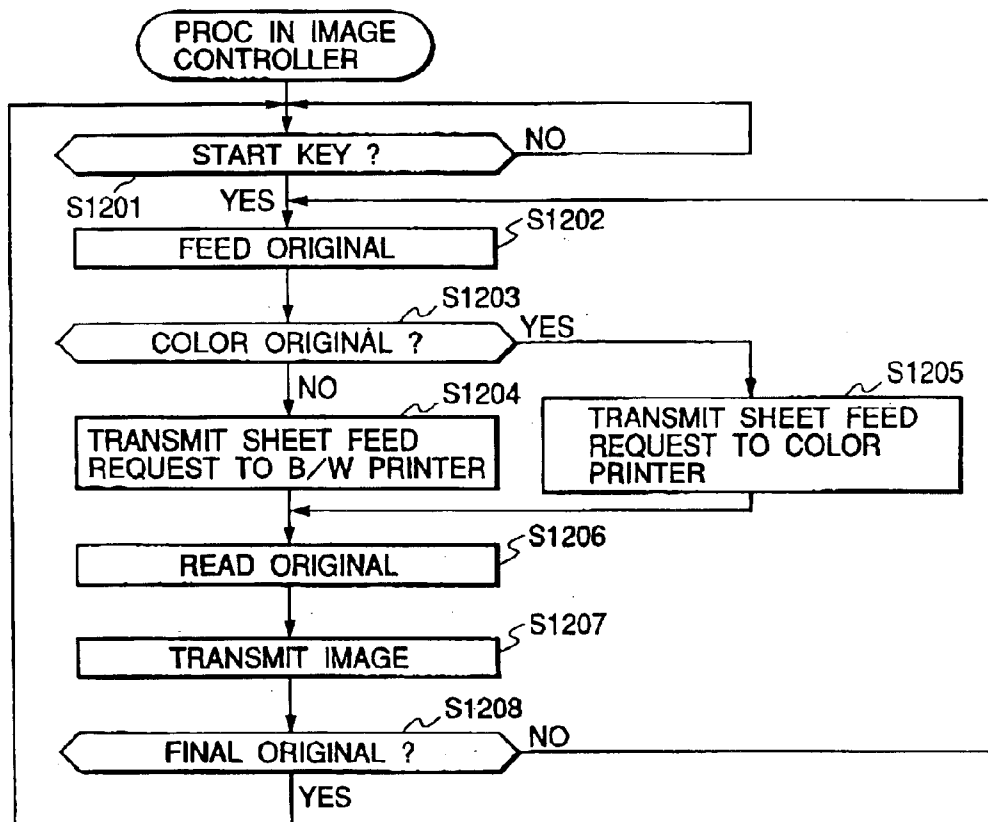 PROC IN IMAGE
CONTROLLER
START KEY ?
NO
S1201
YES
S1202
FEED ORIGINAL
S1203
COLOR ORIGINAL ?
YES
NO
S1204
S1205
TRANSMIT SHEET FEED
REQUEST TO B/W PRINTER
TRANSMIT SHEET FEED
REQUEST TO COLOR
PRINTER
S1206
READ ORIGINAL
S1207
TRANSMIT IMAGE
S1208
FINAL ORIGINAL ?
NO
YES